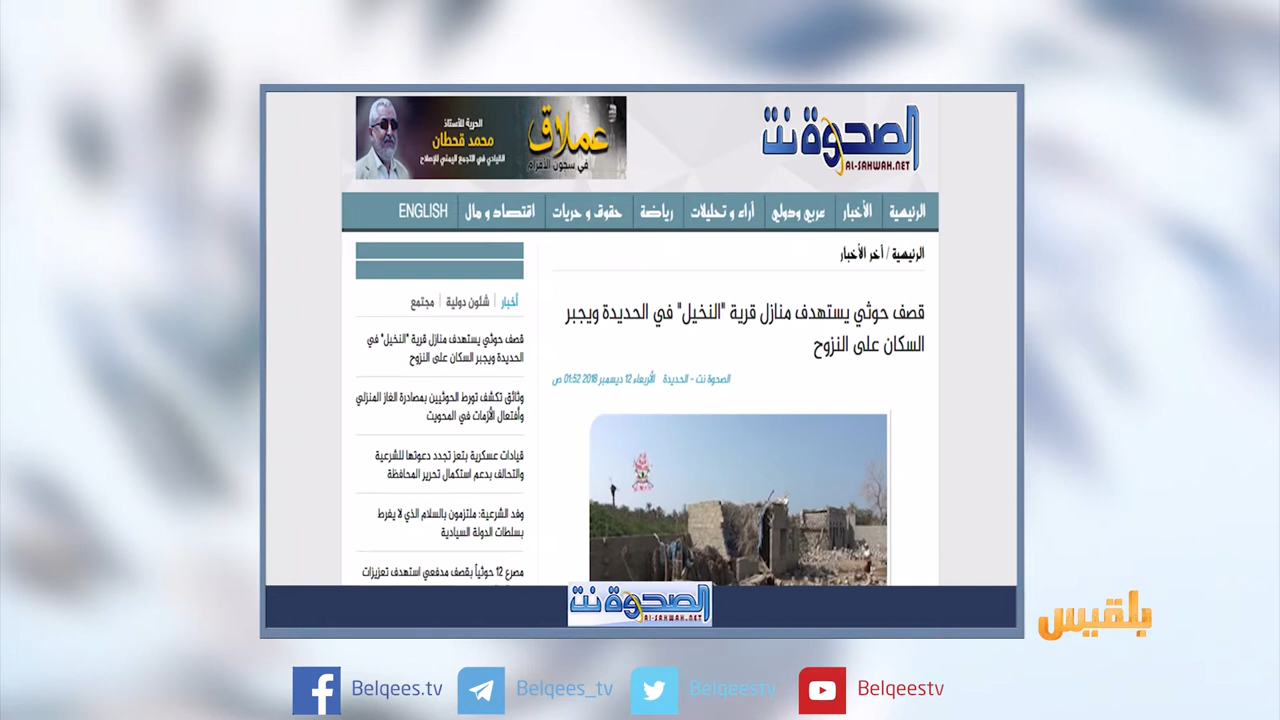 الصحوة نت
AL-SAHWAH.NET
عملاق
في سجون الإجرام
الحرية للأستاذ
محمد قحطان
القيادي في التجمع اليمني للإصلاح
الرئيسية
الأخبار
عربي ودولي
أراء و تحليلات
رياضة
حقوق و حريات
اقتصاد و مال
ENGLISH
الرئيسية / أخر الأخبار
قصف حوثي يستهدف منازل قرية "النخيل" في الحديدة ويجبر
السكان على النزوح
الصحوة نت - الحديدة الأربعاء 12 ديسمبر 2018 01:52 ص
أخبار
شئون دولية
مجتمع
قصف حوثي يستهدف منازل قرية "النخيل" في
الحديدة ويجبر السكان على النزوح
وثائق تكشف تورط الحوثيين بمصادرة الغاز المنزلي
وأفتعال الأزمات في المحويت
قيادات عسكرية بتعز تجدد دعوتها للشرعية
والتحالف بدعم استكمال تحرير المحافظة
وفد الشرعية: ملتزمون بالسلام الذي لا يفرط
بسلطات الدولة السيادية
مصرع 12 حوثياً بقصف مدفعي استهدف تعزيزات
الصحوة نت
AL-SAHWAH.NET
بلقيس
Belqees.tv
Belqees_tv
Belqeestv
Belqeestv